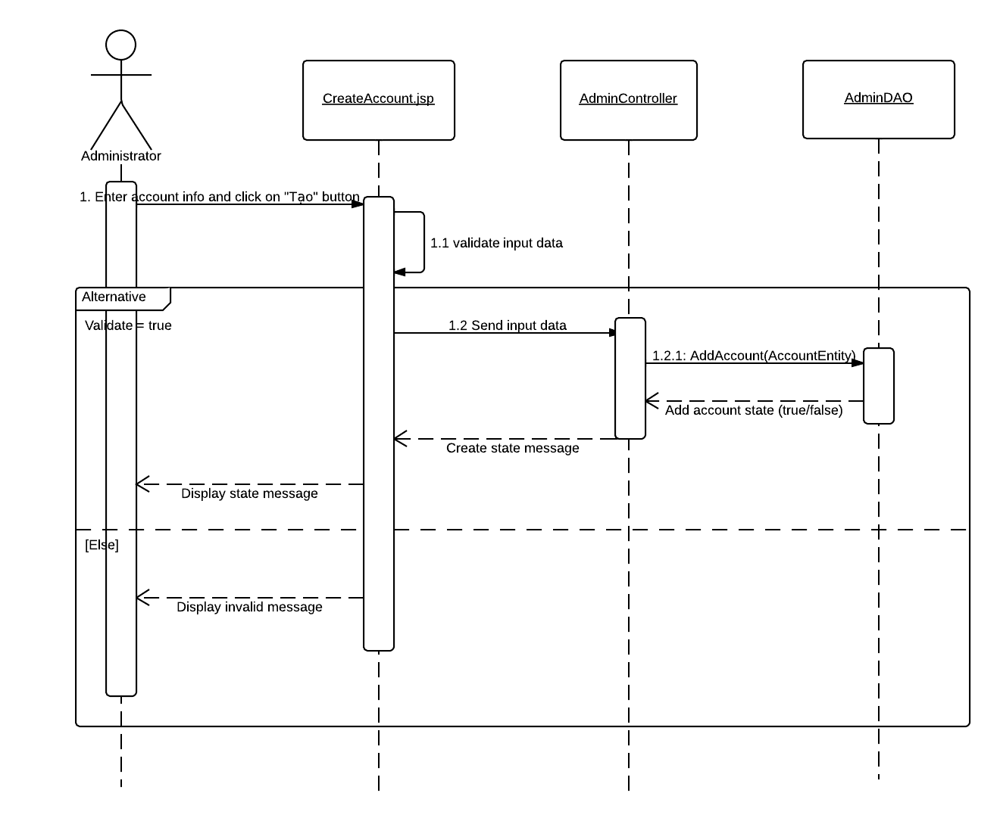 CreateAccount.jsp
AdminController
AdminDAO
Administrator
1. Enter account info and click on "Tạo" button
1.1 validate input data
Alternative
Validate = true
1.2 Send input data
1.2.1: AddAccount(AccountEntity)
Add account state (true/false)
Create state message
Display state message
[Else]
Display invalid message